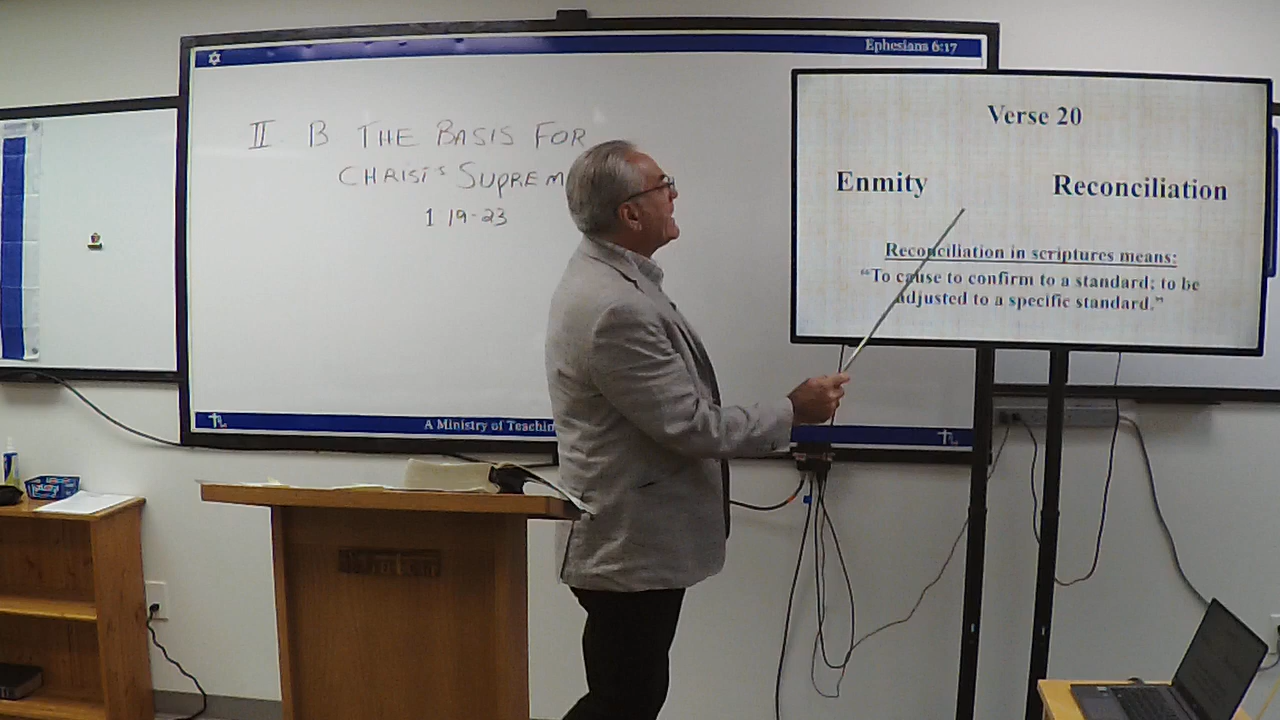 Ephesians 6:17
II B THE BASIS FOR
CHRIST'S SUPREM
1 19-23
A Ministry of Teachin
Verse 20
Enmity Reconciliation
Reconciliation in scriptures means:
“To cause to confirm to a standard; to be
adjusted to a specific standard.”